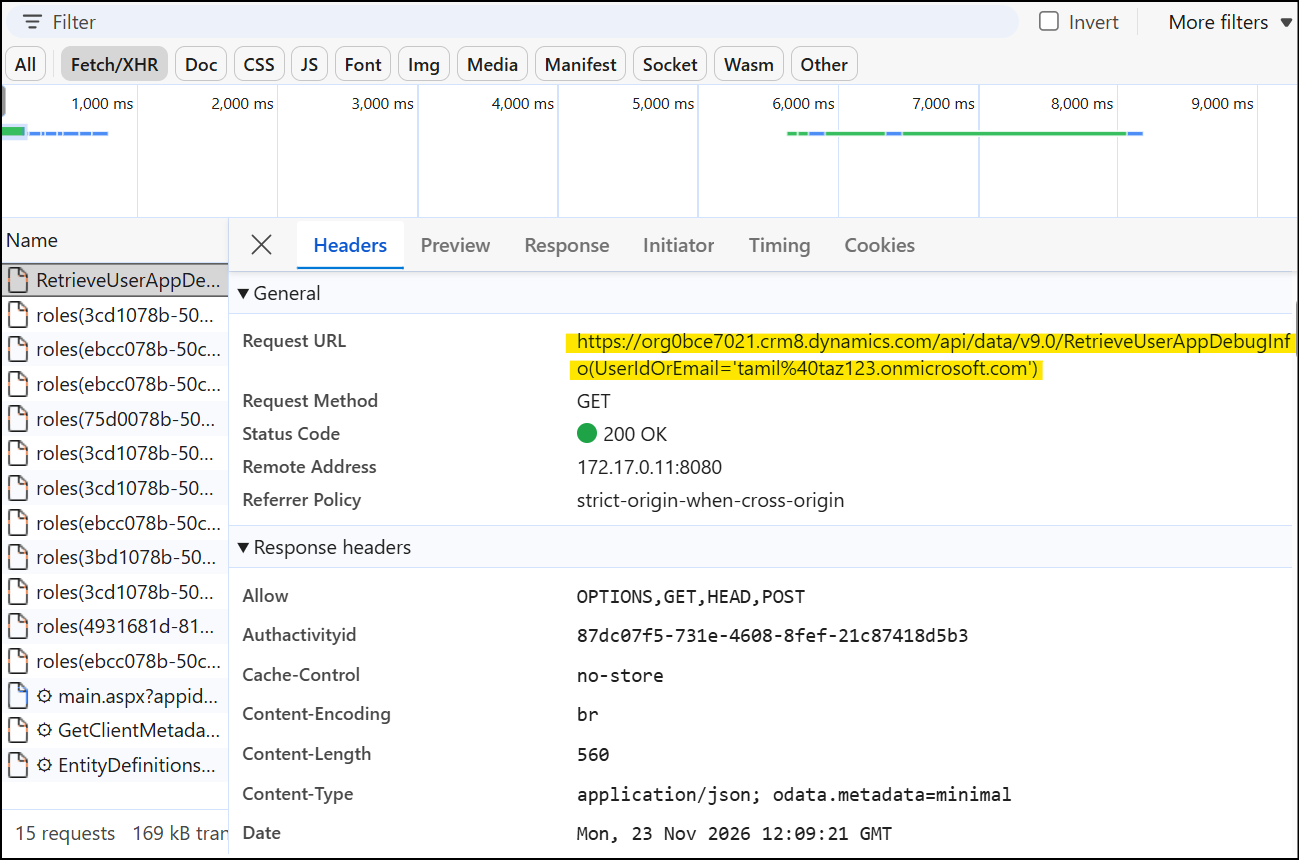 Filter
Invert
More filters
All
Fetch/XHR
Doc
CSS
JS
Font
Img
Media
Manifest
Socket
Wasm
Other
1,000 ms
2,000 ms
3,000 ms
4,000 ms
5,000 ms
6,000 ms
7,000 ms
8,000 ms
9,000 ms
Name
RetrieveUserAppDe...
roles(3cd1078b-50...
roles(ebcc078b-50c...
roles(ebcc078b-50c...
roles(75d0078b-50...
roles(3cd1078b-50...
roles(3cd1078b-50...
roles(ebcc078b-50c...
roles(3bd1078b-50...
roles(3cd1078b-50...
roles(4931681d-81...
roles(ebcc078b-50c...
main.aspx?appid...
GetClientMetada...
EntityDefinitions...
15 requests 169 kB tran
Headers
Preview
Response
Initiator
Timing
Cookies
General
Request URL
https://org0bce7021.crm8.dynamics.com/api/data/v9.0/RetrieveUserAppDebugInf
o(UserIdOrEmail='tamil%40taz123.onmicrosoft.com')
Request Method
GET
Status Code
200 OK
Remote Address
172.17.0.11:8080
Referrer Policy
strict-origin-when-cross-origin
Response headers
Allow
OPTIONS,GET,HEAD,POST
Authactivityid
87dc07f5-731e-4608-8fef-21c87418d5b3
Cache-Control
no-store
Content-Encoding
br
Content-Length
560
Content-Type
application/json; odata.metadata=minimal
Date
Mon, 23 Nov 2026 12:09:21 GMT